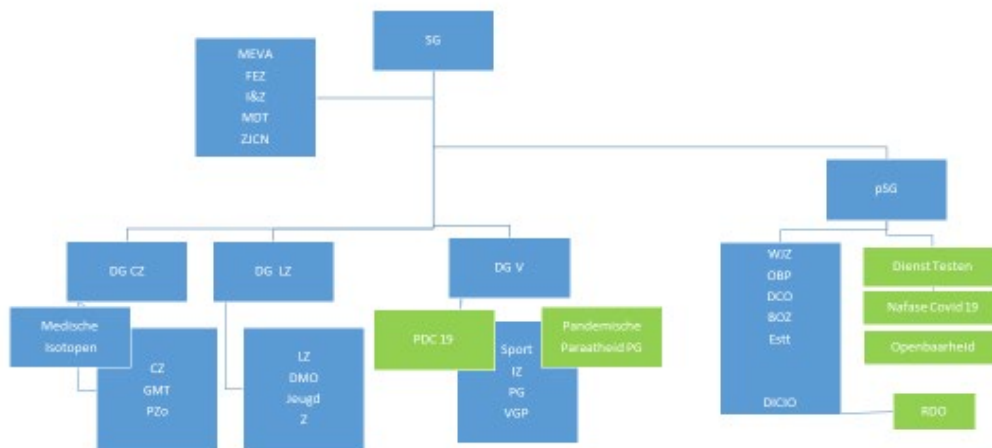 SG
MEVA
FEZ
I&Z
MDT
ZJCN
pSG
DG CZ
DG LZ
DG V
WJZ
OBP
DCO
BOZ
Estt
DICIO
Dienst Testen
Nafase Covid 19
Openbaarheid
RDO
Medische
Isotopen
CZ
GMT
PZo
LZ
DMO
Jeugd
Z
PDC 19
Pandemische
Paraatheid PG
Sport
IZ
PG
VGP